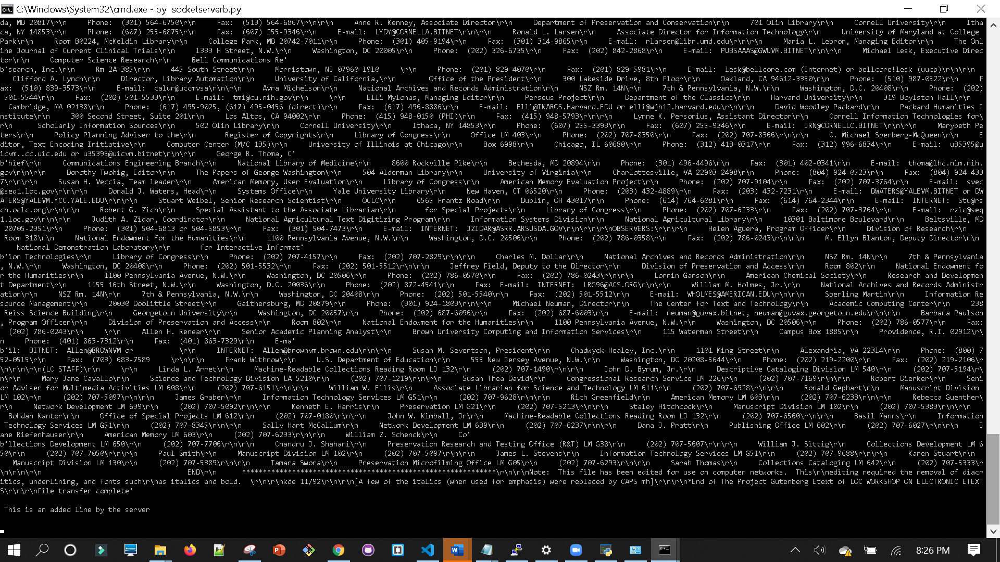 C:\Windows\System32\cmd.exe - py  socketserverb.py
da, MD 20817\r\n     Phone:  (301) 564-6750\r\n     Fax:  (513) 564-6867\r\n\r\n     Anne R. Kenney, Associate Director\r\n     Department of Preservation and Conservation\r\n     701 Olin Library\r\n     Cornell University\r\n     Itha
ca, NY 14853\r\n     Phone:  (607) 255-6875\r\n     Fax:  (607) 255-9346\r\n     E-mail:  LYDY@CORNELLA.BITNET\r\n\r\n     Ronald L. Larsen\r\n     Associate Director for Information Technology\r\n     University of Maryland at College 
Park\r\n     Room B0224, McKeldin Library\r\n     College Park, MD 20742-7011\r\n     Phone:  (301) 405-9194\r\n     Fax:  (301) 314-9865\r\n     E-mail:  rlarsen@libr.umd.edu\r\n\r\n     Maria L. Lebron, Managing Editor\r\n     The Onl
ine Journal of Current Clinical Trials\r\n     l333 H Street, N.W.\r\n     Washington, DC 20005\r\n     Phone:  (202) 326-6735\r\n     Fax:  (202) 842-2868\r\n     E-mail:  PUBSAAAS@GWUVM.BITNET\r\n\r\n     Michael Lesk, Executive Direc
tor\r\n     Computer Science Research\r\n     Bell Communications Re'
b'search, Inc.\r\n     Rm 2A-385\r\n     445 South Street\r\n     Morristown, NJ 07960-l9l0     \r\n     Phone:  (201) 829-4070\r\n     Fax:  (201) 829-5981\r\n     E-mail:  lesk@bellcore.com (Internet) or bellcore!lesk (uucp)\r\n\r\n  
   Clifford A. Lynch\r\n     Director, Library Automation\r\n     University of California,\r\n        Office of the President\r\n     300 Lakeside Drive, 8th Floor\r\n     Oakland, CA 94612-3350\r\n     Phone:  (510) 987-0522\r\n     F
ax:  (510) 839-3573\r\n     E-mail:  calur@uccmvsa\r\n     Avra Michelson\r\n     National Archives and Records Administration\r\n     NSZ Rm. 14N\r\n     7th & Pennsylvania, N.W.\r\n     Washington, D.C. 20408\r\n     Phone:  (202)
 501-5544\r\n     Fax:  (202) 501-5533\r\n     E-mail:  tmi@cu.nih.gov\r\n     \r\n     Elli Mylonas, Managing Editor\r\n     Perseus Project\r\n     Department of the Classics\r\n     Harvard University\r\n     319 Boylston Hall\r\n   
  Cambridge, MA 02138\r\n     Phone:  (617) 495-9025, (617) 495-0456 (direct)\r\n     Fax:  (617) 496-8886\r\n     E-mail:  Elli@IKAROS.Harvard.EDU or elli@wjh12.harvard.edu\r\n\r\n     David Woodley Packard\r\n     Packard Humanities I
nstitute\r\n     300 Second Street, Suite 201\r\n     Los Altos, CA 94002\r\n     Phone:  (415) 948-0150 (PHI)\r\n     Fax:  (415) 948-5793\r\n\r\n     Lynne K. Personius, Assistant Director\r\n     Cornell Information Technologies for\
r\n      Scholarly Information Sources\r\n     502 Olin Library\r\n     Cornell University\r\n     Ithaca, NY 14853\r\n     Phone:  (607) 255-3393\r\n     Fax:  (607) 255-9346\r\n     E-mail:  JRN@CORNELLC.BITNET\r\n\r\n     Marybeth Pe
ters\r\n     Policy Planning Adviser to the\r\n       Register of Copyrights\r\n     Library of Congress\r\n     Office LM 403\r\n     Phone:  (202) 707-8350\r\n     Fax:  (202) 707-8366\r\n\r\n     C. Michael Sperberg-McQueen\r\n     E
ditor, Text Encoding Initiative\r\n     Computer Center (M/C 135)\r\n     University of Illinois at Chicago\r\n     Box 6998\r\n     Chicago, IL 60680\r\n     Phone:  (312) 413-0317\r\n     Fax:  (312) 996-6834\r\n     E-mail:  u35395@u
icvm..cc.uic.edu or u35395@uicvm.bitnet\r\n\r\n     George R. Thoma, C'
b'hief\r\n     Communications Engineering Branch\r\n     National Library of Medicine\r\n     8600 Rockville Pike\r\n     Bethesda, MD 20894\r\n     Phone:  (301) 496-4496\r\n     Fax:  (301) 402-0341\r\n     E-mail:  thoma@lhc.nlm.nih.
gov\r\n\r\n     Dorothy Twohig, Editor\r\n     The Papers of George Washington\r\n     504 Alderman Library\r\n     University of Virginia\r\n     Charlottesville, VA 22903-2498\r\n     Phone:  (804) 924-0523\r\n     Fax:  (804) 924-433
7\r\n\r\n     Susan H. Veccia, Team leader\r\n     American Memory, User Evaluation\r\n     Library of Congress\r\n     American Memory Evaluation Project\r\n     Phone:  (202) 707-9104\r\n     Fax:  (202) 707-3764\r\n     E-mail:  svec
@seq1.loc.gov\r\n\r\n     Donald J. Waters, Head\r\n     Systems Office\r\n     Yale University Library\r\n     New Haven, CT 06520\r\n     Phone:  (203) 432-4889\r\n     Fax:  (203) 432-7231\r\n     E-mail:  DWATERS@YALEVM.BITNET or DW
ATERS@YALEVM.YCC.YALE.EDU\r\n\r\n     Stuart Weibel, Senior Research Scientist\r\n     OCLC\r\n     6565 Frantz Road\r\n     Dublin, OH 43017\r\n     Phone:  (614) 764-6081\r\n     Fax:  (614) 764-2344\r\n     E-mail:  INTERNET:  Stu@rs
ch.oclc.org\r\n\r\n     Robert G. Zich\r\n     Special Assistant to the Associate Librarian\r\n       for Special Projects\r\n     Library of Congress\r\n     Phone:  (202) 707-6233\r\n     Fax:  (202) 707-3764\r\n     E-mail:  rzic@seq
1.loc.gov\r\n\r\n     Judith A. Zidar, Coordinator\r\n     National Agricultural Text Digitizing Program\r\n     Information Systems Division\r\n     National Agricultural Library\r\n     10301 Baltimore Boulevard\r\n     Beltsville, MD
 20705-2351\r\n     Phone:  (301) 504-6813 or 504-5853\r\n     Fax:  (301) 504-7473\r\n     E-mail:  INTERNET:  JZIDAR@ASRR.ARSUSDA.GOV\r\n\r\n\r\nOBSERVERS:\r\n\r\n     Helen Aguera, Program Officer\r\n     Division of Research\r\n    
 Room 318\r\n     National Endowment for the Humanities\r\n     1100 Pennsylvania Avenue, N.W.\r\n     Washington, D.C. 20506\r\n     Phone:  (202) 786-0358\r\n     Fax:  (202) 786-0243\r\n\r\n     M. Ellyn Blanton, Deputy Director\r\n 
    National Demonstration Laboratory\r\n       for Interactive Informat'
b'ion Technologies\r\n     Library of Congress\r\n     Phone:  (202) 707-4157\r\n     Fax:  (202) 707-2829\r\n\r\n     Charles M. Dollar\r\n     National Archives and Records Administration\r\n     NSZ Rm. 14N\r\n     7th & Pennsylvania
, N.W.\r\n     Washington, DC 20408\r\n     Phone:  (202) 501-5532\r\n     Fax:  (202) 501-5512\r\n\r\n     Jeffrey Field, Deputy to the Director\r\n     Division of Preservation and Access\r\n     Room 802\r\n     National Endowment fo
r the Humanities\r\n     1100 Pennsylvania Avenue, N.W.\r\n     Washington, DC 20506\r\n     Phone:  (202) 786-0570\r\n     Fax:  (202) 786-0243\r\n\r\n     Lorrin Garson\r\n     American Chemical Society\r\n     Research and Developmen
t Department\r\n     1155 16th Street, N.W.\r\n     Washington, D.C. 20036\r\n     Phone:  (202) 872-4541\r\n     Fax:  E-mail:  INTERNET:  LRG96@ACS.ORG\r\n\r\n     William M. Holmes, Jr.\r\n     National Archives and Records Administr
ation\r\n     NSZ Rm. 14N\r\n     7th & Pennsylvania, N.W.\r\n     Washington, DC 20408\r\n     Phone:  (202) 501-5540\r\n     Fax:  (202) 501-5512\r\n     E-mail:  WHOLMES@AMERICAN.EDU\r\n\r\n     Sperling Martin\r\n     Information Re
source Management\r\n     20030 Doolittle Street\r\n     Gaithersburg, MD 20879\r\n     Phone:  (301) 924-1803\r\n\r\n     Michael Neuman, Director\r\n     The Center for Text and Technology\r\n     Academic Computing Center\r\n     238
 Reiss Science Building\r\n     Georgetown University\r\n     Washington, DC 20057\r\n     Phone:  (202) 687-6096\r\n     Fax:  (202) 687-6003\r\n     E-mail:  neuman@guvax.bitnet, neuman@guvax.georgetown.edu\r\n\r\n     Barbara Paulson
, Program Officer\r\n     Division of Preservation and Access\r\n     Room 802\r\n     National Endowment for the Humanities\r\n     1100 Pennsylvania Avenue, N.W.\r\n     Washington, DC 20506\r\n     Phone:  (202) 786-0577\r\n     Fax:
  (202) 786-0243\r\n     \r\n     Allen H. Renear\r\n     Senior Academic Planning Analyst\r\n     Brown University Computing and Information Services\r\n     115 Waterman Street\r\n     Campus Box 1885\r\n     Providence, R.I. 02912\r\
n     Phone:  (401) 863-7312\r\n     Fax:  (401) 863-7329\r\n     E-ma'
b'il:  BITNET:  Allen@BROWNVM or           \r\n     INTERNET:  Allen@brownvm.brown.edu\r\n\r\n     Susan M. Severtson, President\r\n     Chadwyck-Healey, Inc.\r\n     1101 King Street\r\n     Alexandria, VA 223l4\r\n     Phone:  (800) 7
52-05l5\r\n     Fax:  (703) 683-7589     \r\n\r\n     Frank Withrow\r\n     U.S. Department of Education\r\n     555 New Jersey Avenue, N.W.\r\n     Washington, DC 20208-5644\r\n     Phone:  (202) 219-2200\r\n     Fax:  (202) 219-2106\r
\n\r\n\r\n(LC STAFF)\r\n     \r\n     Linda L. Arret\r\n     Machine-Readable Collections Reading Room LJ 132\r\n     (202) 707-1490\r\n\r\n     John D. Byrum, Jr.\r\n     Descriptive Cataloging Division LM 540\r\n     (202) 707-5194\r\
n\r\n     Mary Jane Cavallo\r\n     Science and Technology Division LA 5210\r\n     (202) 707-1219\r\n\r\n     Susan Thea David\r\n     Congressional Research Service LM 226\r\n     (202) 707-7169\r\n\r\n     Robert Dierker\r\n     Seni
or Adviser for Multimedia Activities LM 608\r\n     (202) 707-6151\r\n\r\n     William W. Ellis\r\n     Associate Librarian for Science and Technology LM 611\r\n     (202) 707-6928\r\n\r\n     Ronald Gephart\r\n     Manuscript Division 
LM 102\r\n     (202) 707-5097\r\n\r\n     James Graber\r\n     Information Technology Services LM G51\r\n     (202) 707-9628\r\n\r\n     Rich Greenfield\r\n     American Memory LM 603\r\n     (202) 707-6233\r\n\r\n     Rebecca Guenther\
r\n     Network Development LM 639\r\n     (202) 707-5092\r\n\r\n     Kenneth E. Harris\r\n     Preservation LM G21\r\n     (202) 707-5213\r\n\r\n     Staley Hitchcock\r\n     Manuscript Division LM 102\r\n     (202) 707-5383\r\n\r\n   
  Bohdan Kantor\r\n     Office of Special Projects LM 612\r\n     (202) 707-0180\r\n\r\n     John W. Kimball, Jr\r\n     Machine-Readable Collections Reading Room LJ 132\r\n     (202) 707-6560\r\n\r\n     Basil Manns\r\n     Information
 Technology Services LM G51\r\n     (202) 707-8345\r\n\r\n     Sally Hart McCallum\r\n     Network Development LM 639\r\n     (202) 707-6237\r\n\r\n     Dana J. Pratt\r\n     Publishing Office LM 602\r\n     (202) 707-6027\r\n\r\n     J
ane Riefenhauser\r\n     American Memory LM 603\r\n     (202) 707-6233\r\n\r\n     William Z. Schenck\r\n     Co'
b'llections Development LM 650\r\n     (202) 707-7706\r\n\r\n     Chandru J. Shahani\r\n     Preservation Research and Testing Office (R&T) LM G38\r\n     (202) 707-5607\r\n\r\n     William J. Sittig\r\n     Collections Development LM 6
50\r\n     (202) 707-7050\r\n\r\n     Paul Smith\r\n     Manuscript Division LM 102\r\n     (202) 707-5097\r\n\r\n     James L. Stevens\r\n     Information Technology Services LM G51\r\n     (202) 707-9688\r\n\r\n     Karen Stuart\r\n  
   Manuscript Division LM 130\r\n     (202) 707-5389\r\n\r\n     Tamara Swora\r\n     Preservation Microfilming Office LM G05\r\n     (202) 707-6293\r\n\r\n     Sarah Thomas\r\n     Collections Cataloging LM 642\r\n     (202) 707-5333\r
\n\r\n\r\n                                   END\r\n      *************************************************************\r\n\r\nNote:  This file has been edited for use on computer networks.  This\r\nediting required the removal of diacr
itics, underlining, and fonts such\r\nas italics and bold.  \r\n\r\nkde 11/92\r\n\r\n[A few of the italics (when used for emphasis) were replaced by CAPS mh]\r\n\r\n*End of The Project Gutenberg Etext of LOC WORKSHOP ON ELECTRONIC ETEXT
S\r\n\r\nFile transfer complete'
This is an added line by the server
8:26 PM